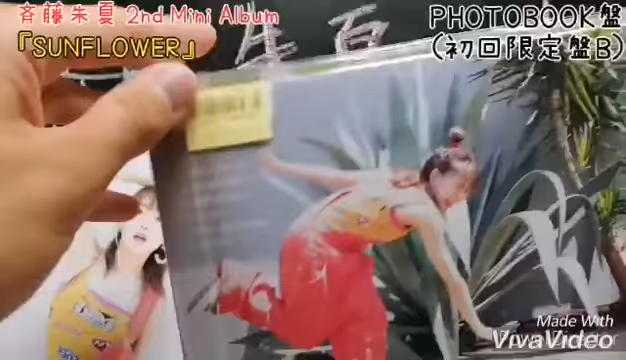 斉藤朱夏 2nd Mini Album
『SUNFLOWER』
PHOTOBOOK盤
(初回限定盤B)
Made With
VivaVideo